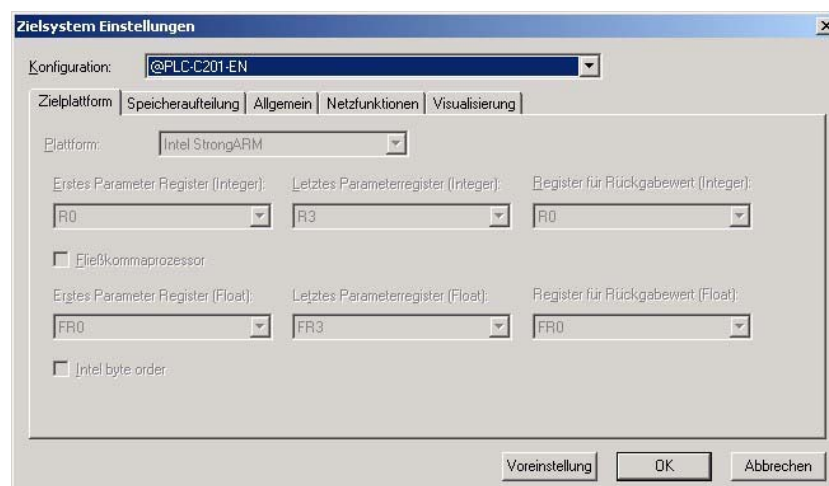 Zielsystem Einstellungen
Konfiguration: @PLC-C201-EN
Zielplattform Speicheraufteilung Allgemein Netzfunktionen Visualisierung
Plattform: Intel StrongARM
Erstes Parameter Register (Integer): Letztes Parameterregister (Integer): Register für Rückgabewert (Integer):
R0 R3 R0
Fließkommaprozessor
Erstes Parameter Register (Float): Letztes Parameterregister (Float): Register für Rückgabewert (Float):
FR0 FR3 FR0
Intel byte order
Voreinstellung OK Abbrechen